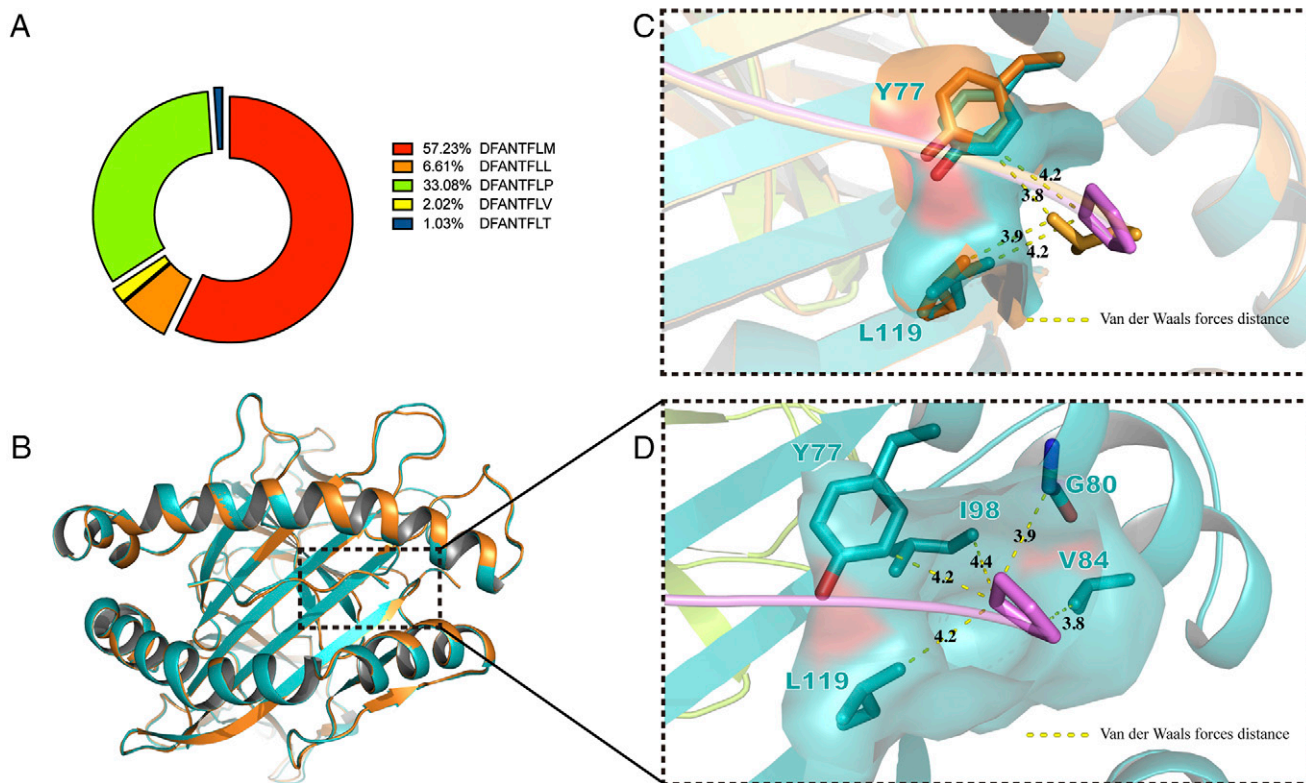 A
57.23% DFANTFLM
6.61% DFANTFLL
33.08% DFANTFLP
2.02% DFANTFLV
1.03% DFANTFLT
B
C
Y77
4.2
3.8
3.9
4.2
L119
Van der Waals forces distance
D
Y77
G80
I98
3.9
V84
4.4
4.2
3.8
4.2
L119
Van der Waals forces distance